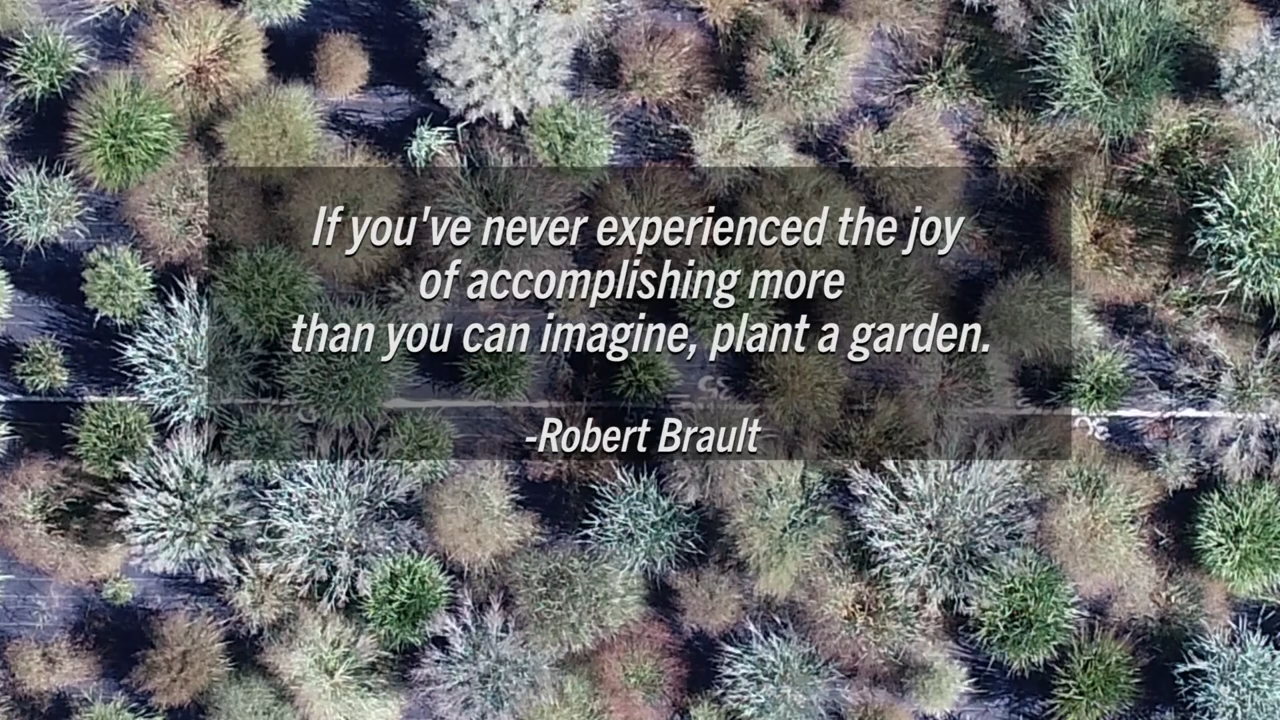 If you've never experienced the joy
of accomplishing more
than you can imagine, plant a garden.
-Robert Brault